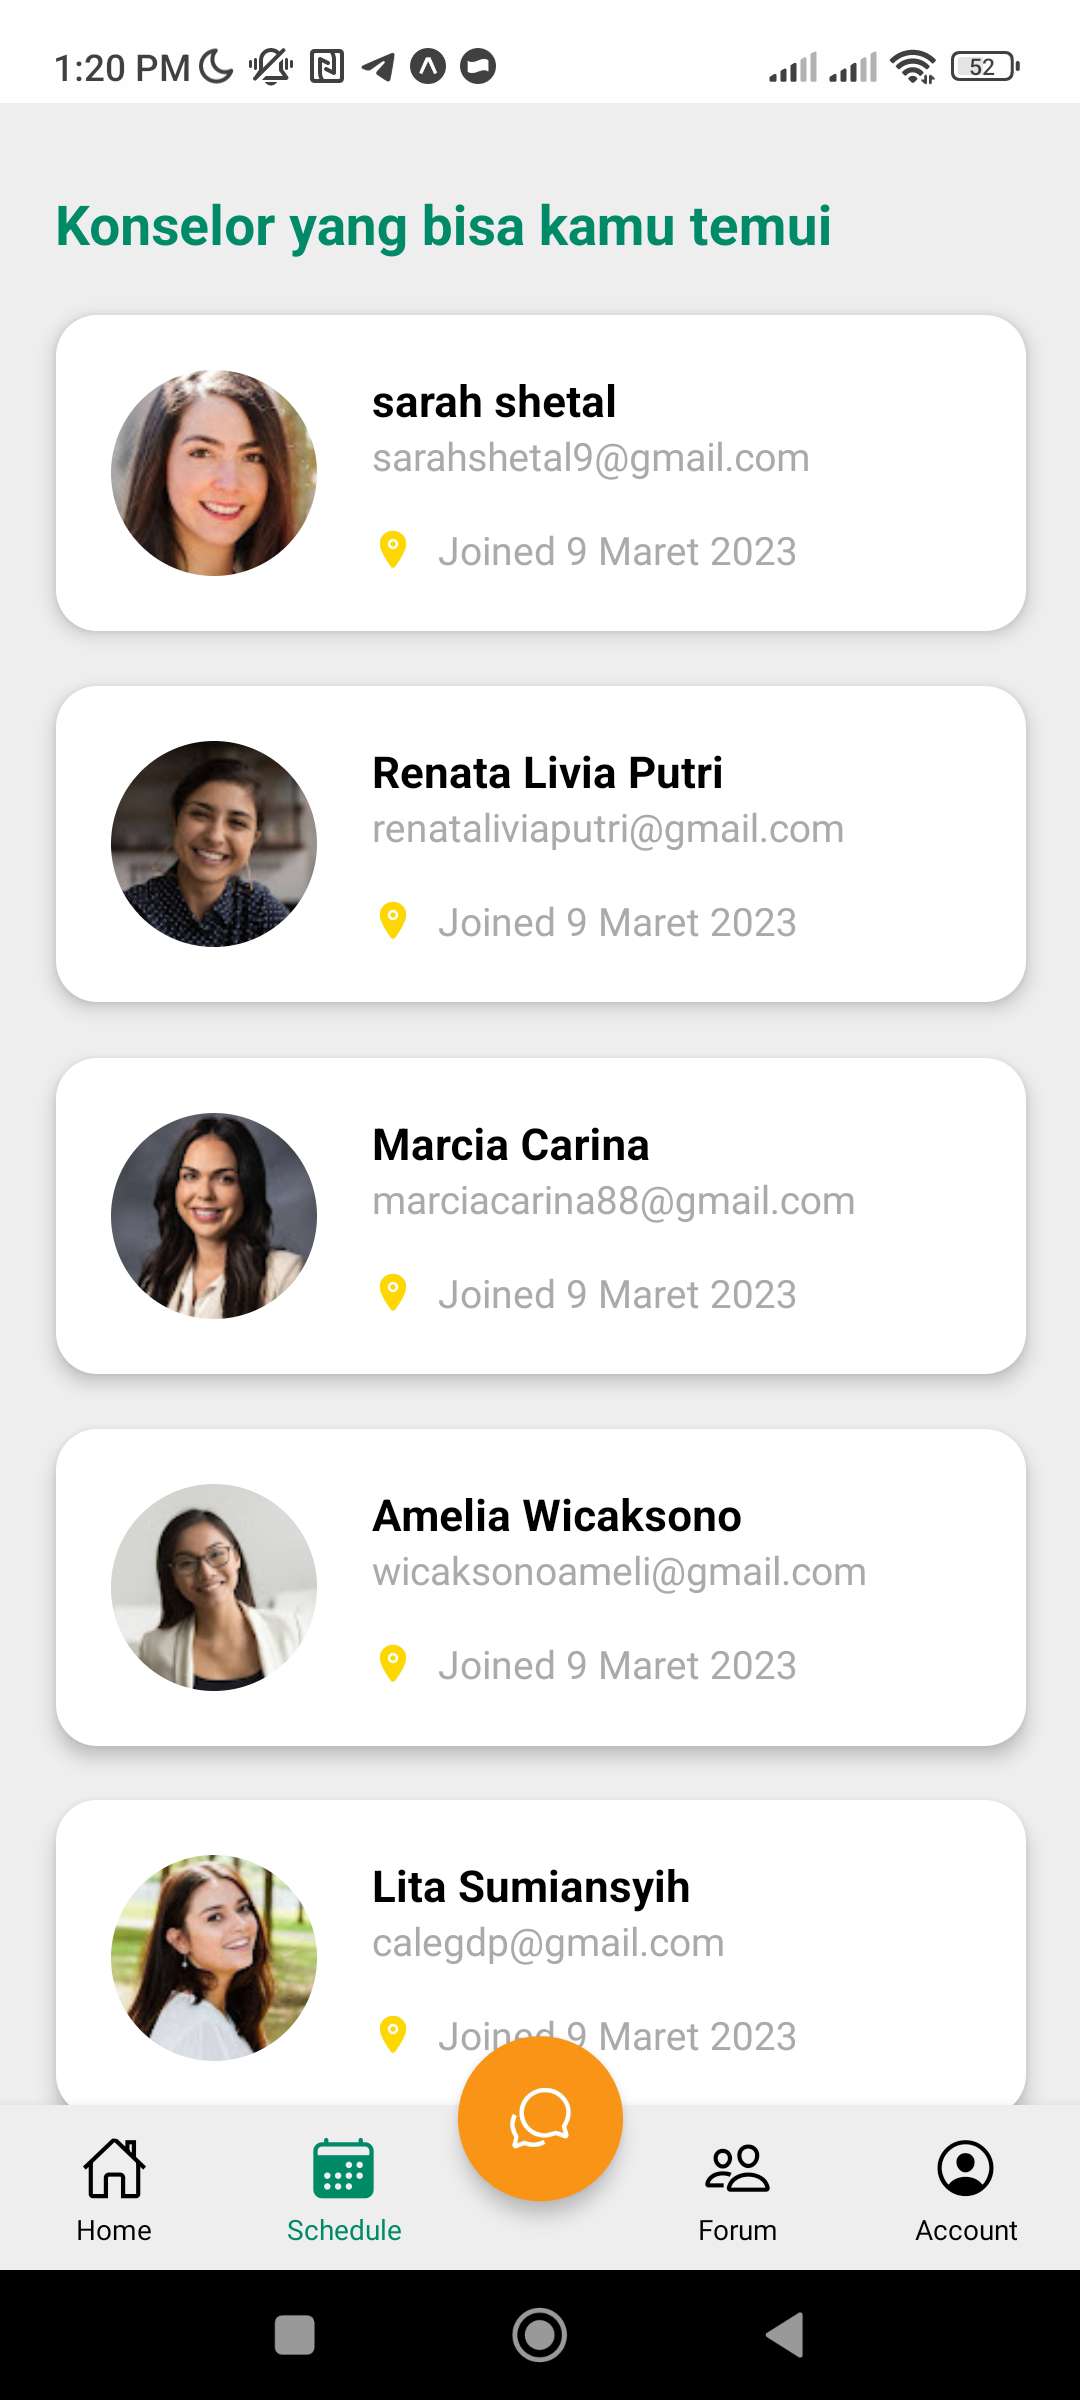 1:20 PM
52
Konselor yang bisa kamu temui
sarah shetal
sarahshetal9@gmail.com
Joined 9 Maret 2023
Renata Livia Putri
renataliviaputri@gmail.com
Joined 9 Maret 2023
Marcia Carina
marciacarina88@gmail.com
Joined 9 Maret 2023
Amelia Wicaksono
wicaksonoameli@gmail.com
Joined 9 Maret 2023
Lita Sumiansyih
calegdp@gmail.com
Joined 9 Maret 2023
Home
Schedule
Forum
Account